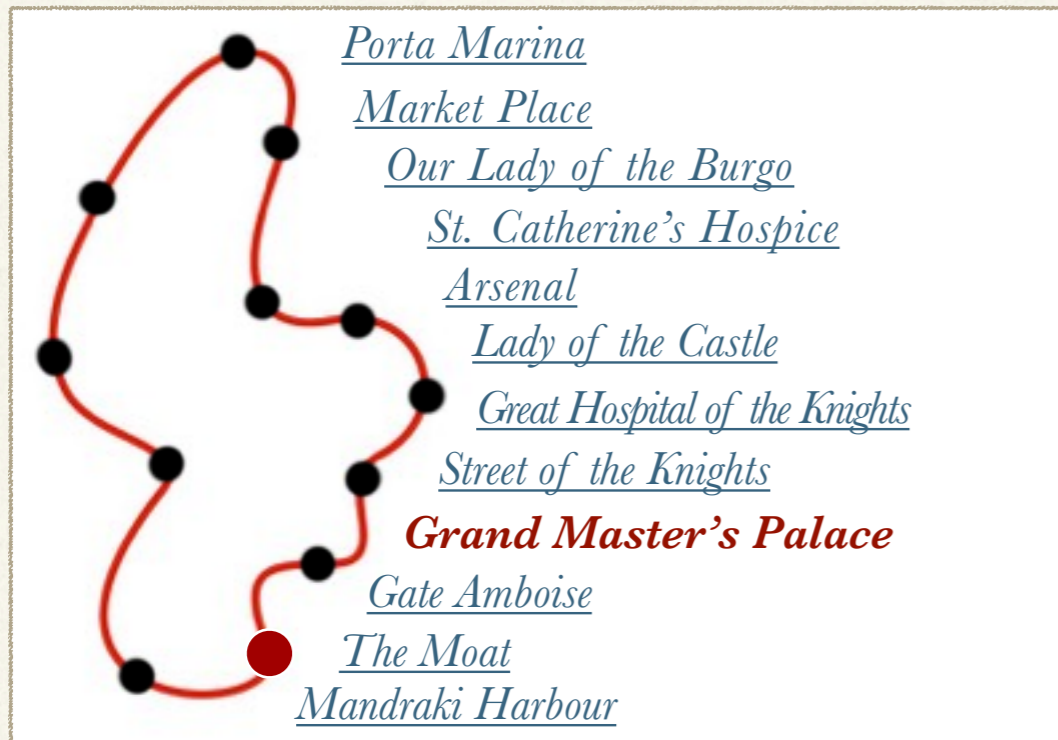 Porta Marina
Market Place
Our Lady of the Burgo
St. Catherine’s Hospice
Arsenal
Lady of the Castle
Great Hospital of the Knights
Street of the Knights
Grand Master’s Palace
Gate Amboise
The Moat
Mandraki Harbour